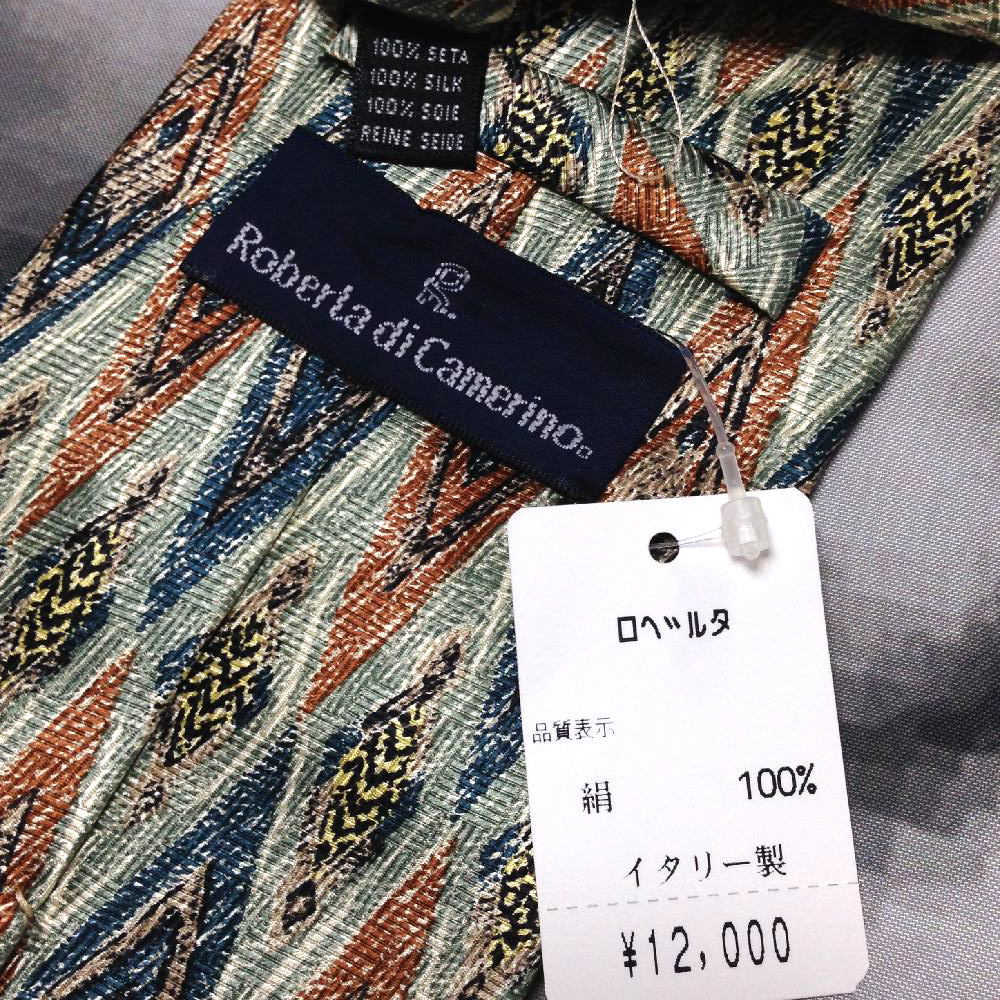 100% SETA
100% SILK
100% SOIE
REINE SEIDE
R
Roberta di Camerino
ロベルタ
品質表示
絹 100%
イタリー製
¥12,000